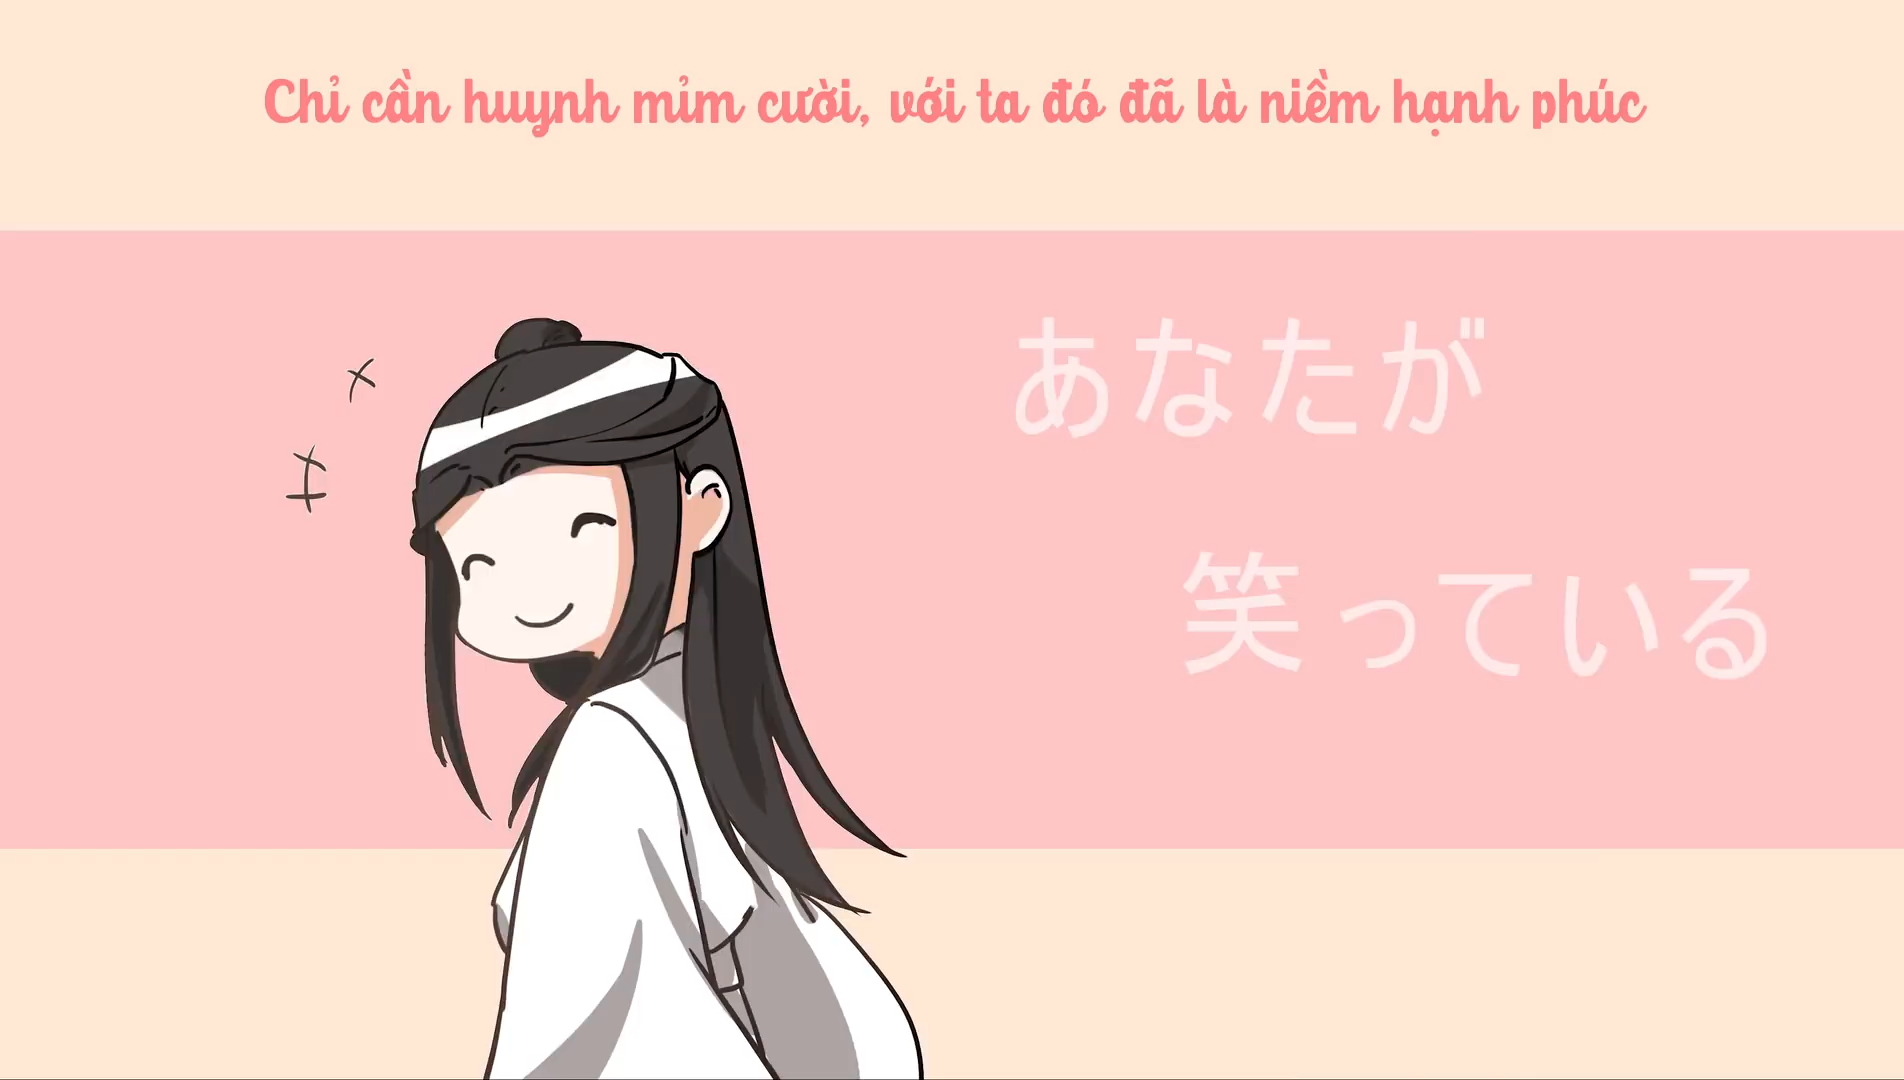 Chỉ cần huynh mỉm cười, với ta đó đã là niềm hạnh phúc
あなたが
笑っている